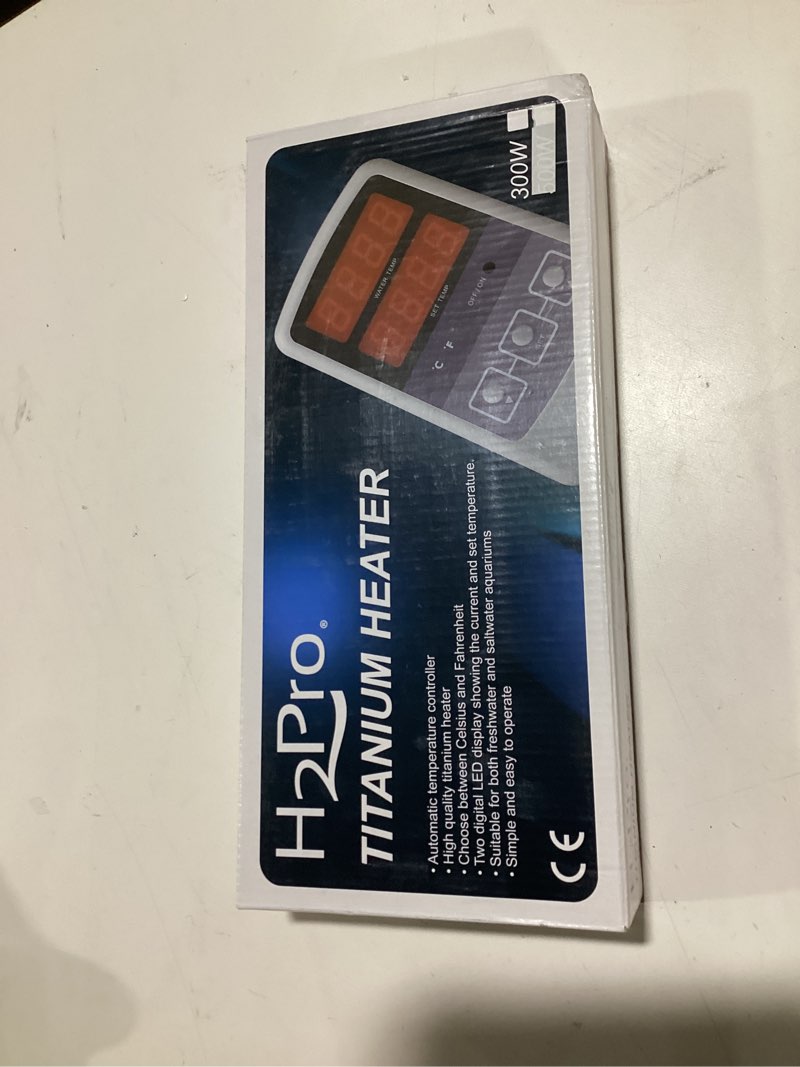 H2Pro®
TITANIUM HEATER
• Automatic temperature controller
• High quality titanium heater
• Choose between Celsius and Fahrenheit
• Two digital LED display showing the current and set temperature.
• Suitable for both freshwater and saltwater aquariums
• Simple and easy to operate
CE
WATER TEMP
SET TEMP
°C °F
OFF/ON
SET
300W